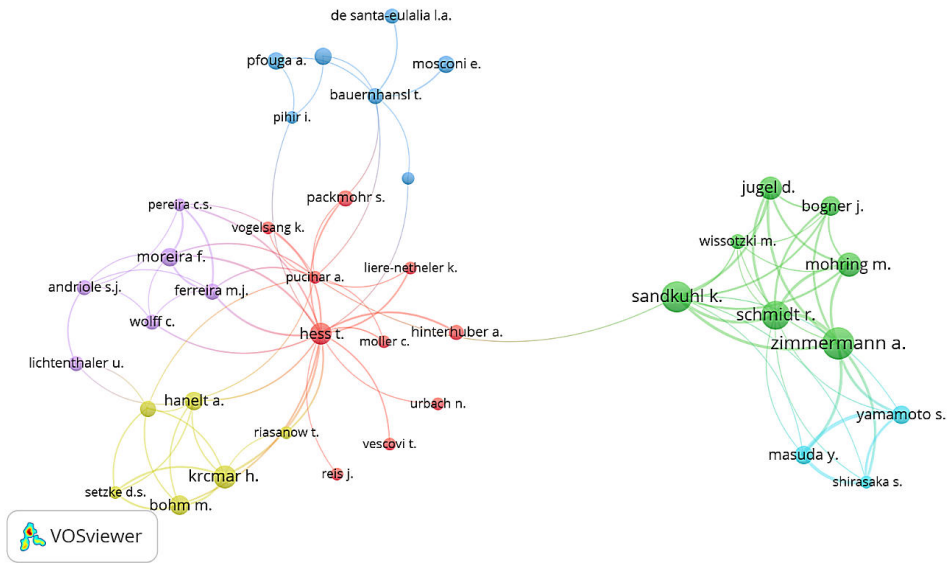 de santa-eulalia l.a.
pfouga a.
mosconi e.
bauernhansl t.
pihir i.
jugel d.
packmohr s.
pereira c.s.
bogner j.
vogelsang k.
wissotzki m.
moreira f.
mohring m.
liere-netheler k.
pucihar a.
andriole s.j.
ferreira m.j.
sandkuhl k.
schmidt r.
wolff c.
hess t.
hinterhuber a.
moller c.
zimmermann a.
lichtenthaler u.
hanelt a.
urbach n.
yamamoto s.
riasanow t.
vescovi t.
masuda y.
krcmar h.
reis j.
shirasaka s.
setzke d.s.
bohm m.
VOSviewer